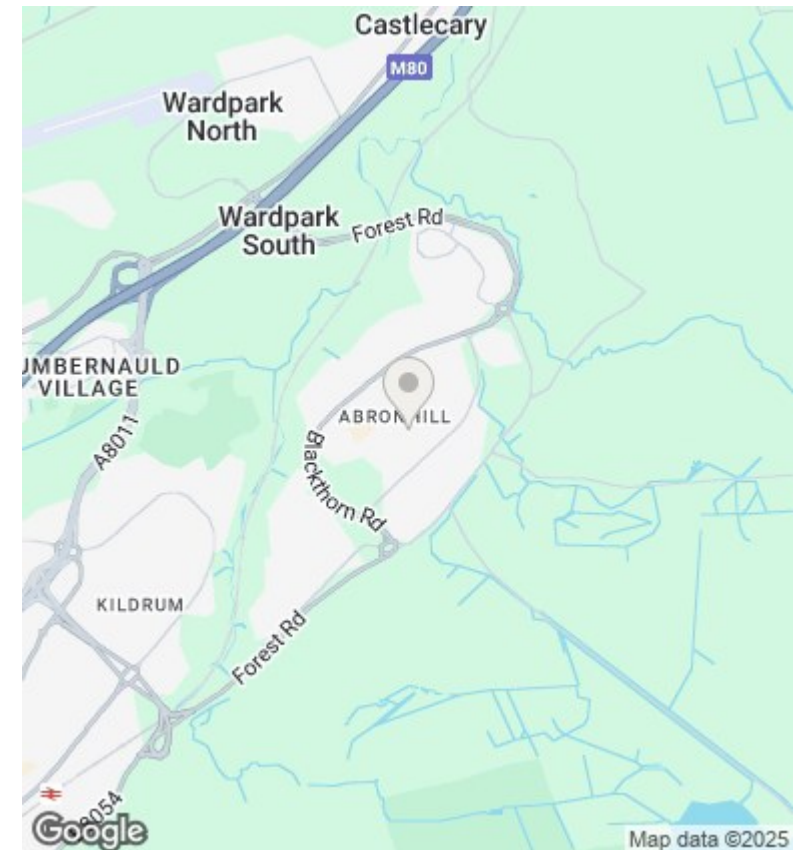 Castlecary
M80
Wardpark
North
Wardpark
South
Forest Rd
UMBERNAULD
VILLAGE
A8011
ABRONHILL
Blackthorn Rd
KILDRUM
Forest Rd
8054
Google
Map data ©2025